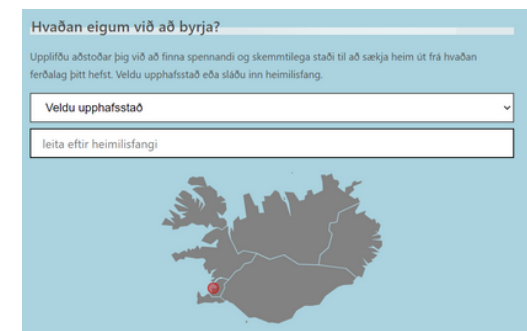 Hvaðan eigum við að byrja?
Upplifðu aðstoðar þig við að finna spennandi og skemmtilega staði til að sækja heim út frá hvaðan
ferðalag þitt hefst. Veldu upphafsstað eða sláðu inn heimilisfang.
Veldu upphafsstað
leita eftir heimilisfangi